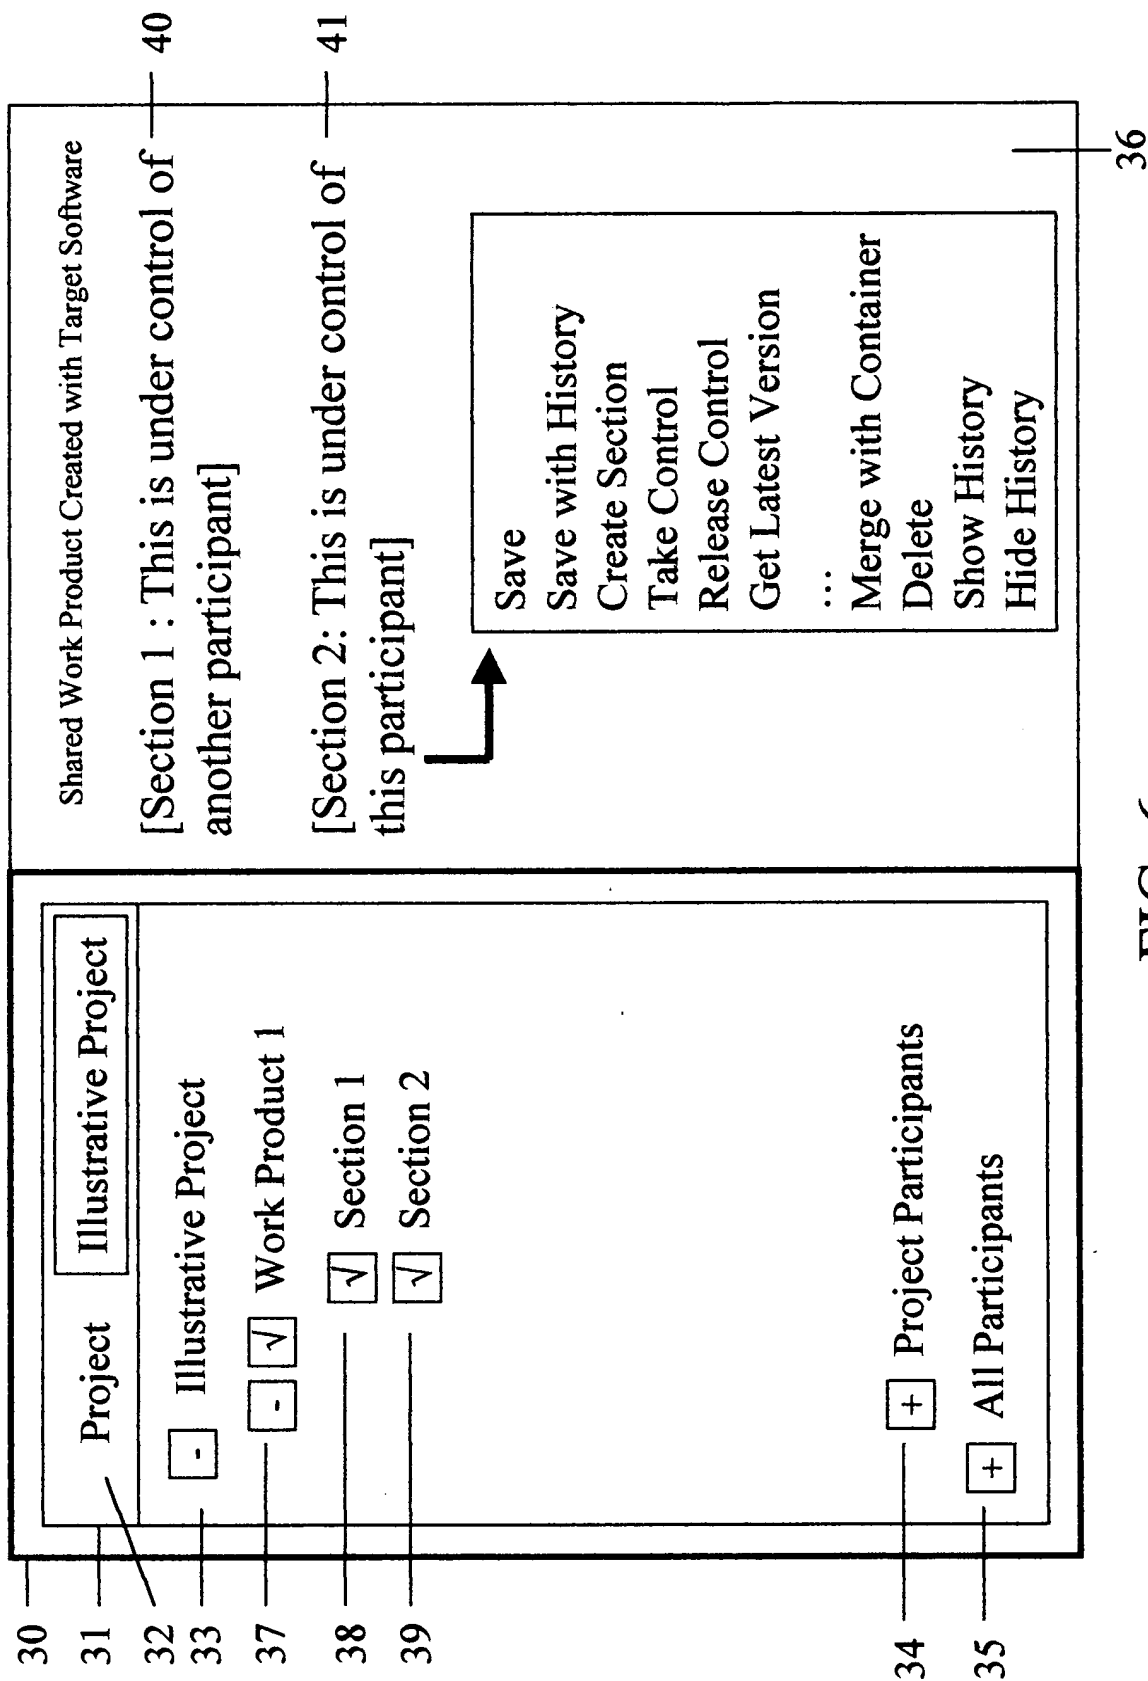 30
31
32
33
37
38
39
34
35
Project
Illustrative Project
- Illustrative Project
- √ Work Product 1
√ Section 1
√ Section 2
+ Project Participants
+ All Participants
Shared Work Product Created with Target Software
[Section 1 : This is under control of
another participant]
40
[Section 2: This is under control of
this participant]
41
Save
Save with History
Create Section
Take Control
Release Control
Get Latest Version
...
Merge with Container
Delete
Show History
Hide History
36